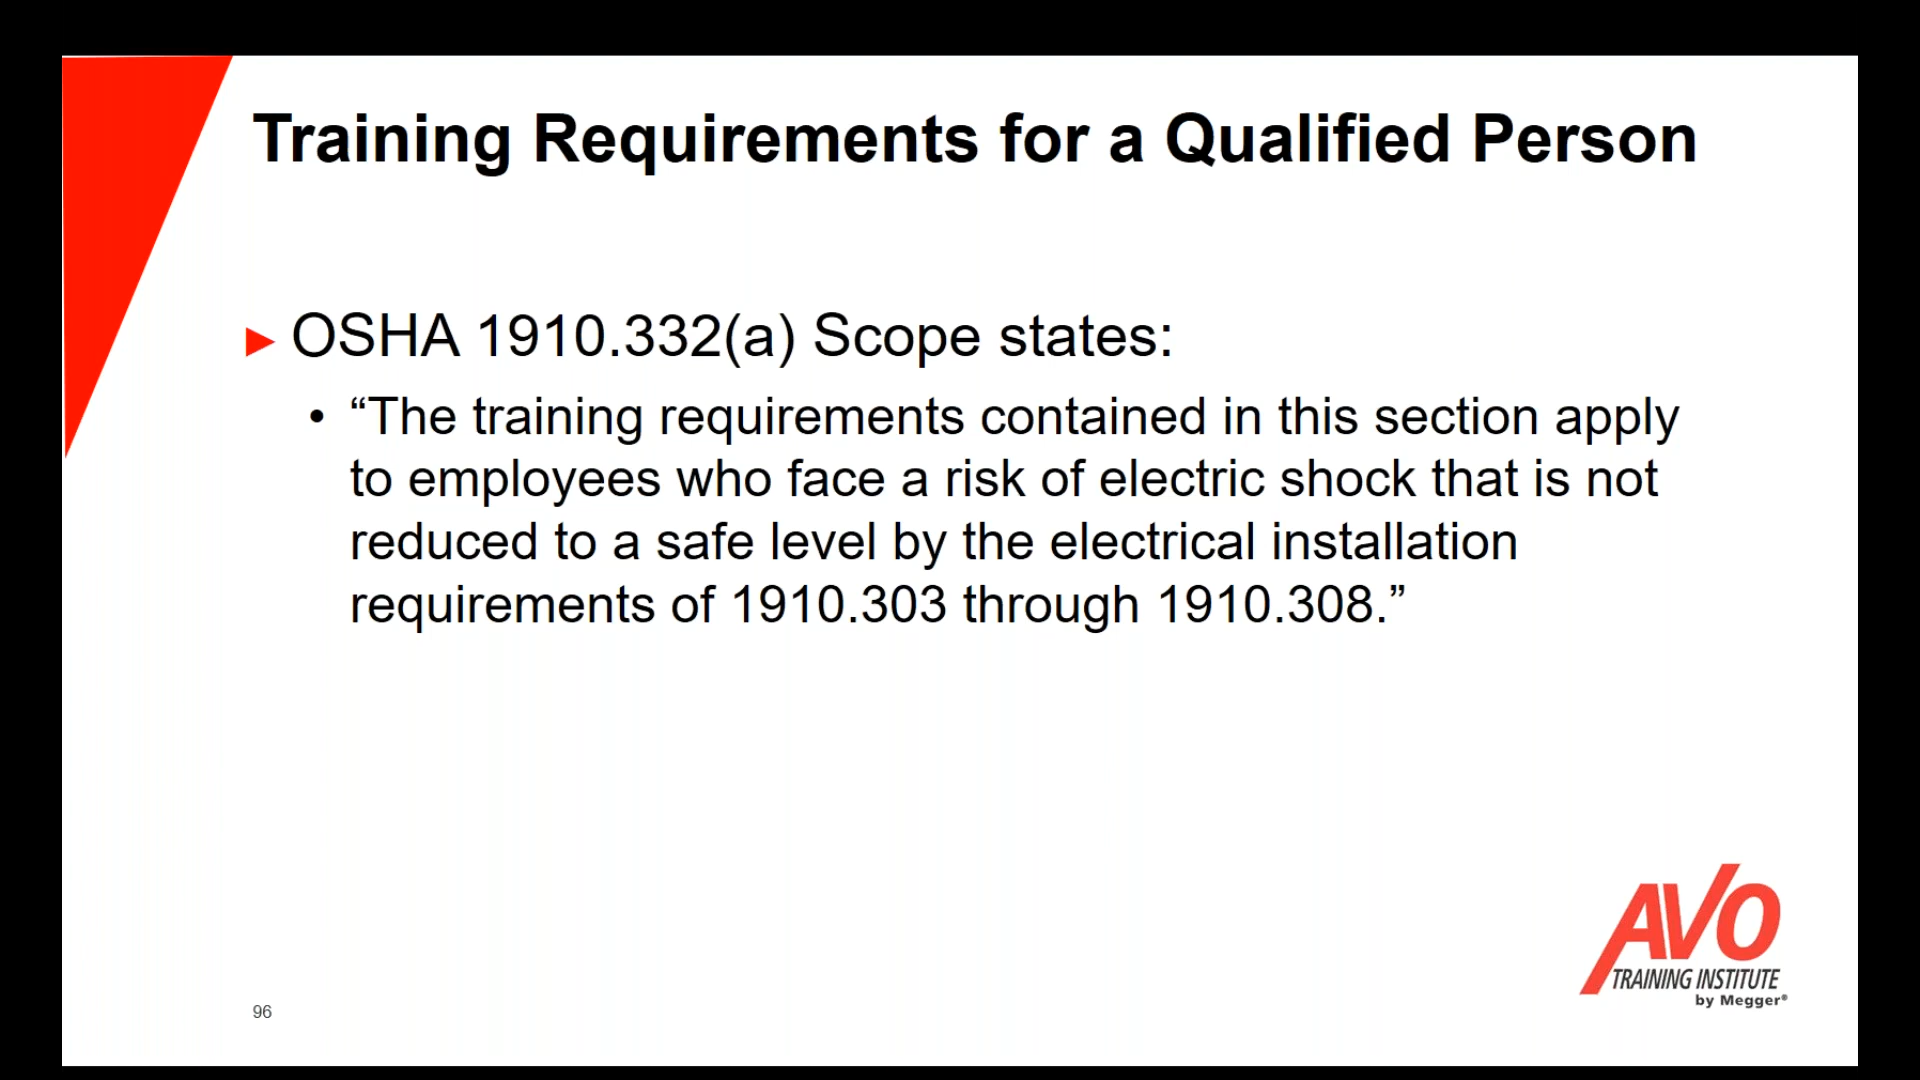 Training Requirements for a Qualified Person
► OSHA 1910.332(a) Scope states:
• “The training requirements contained in this section apply
to employees who face a risk of electric shock that is not
reduced to a safe level by the electrical installation
requirements of 1910.303 through 1910.308.”
AVO
TRAINING INSTITUTE
by Megger®
96